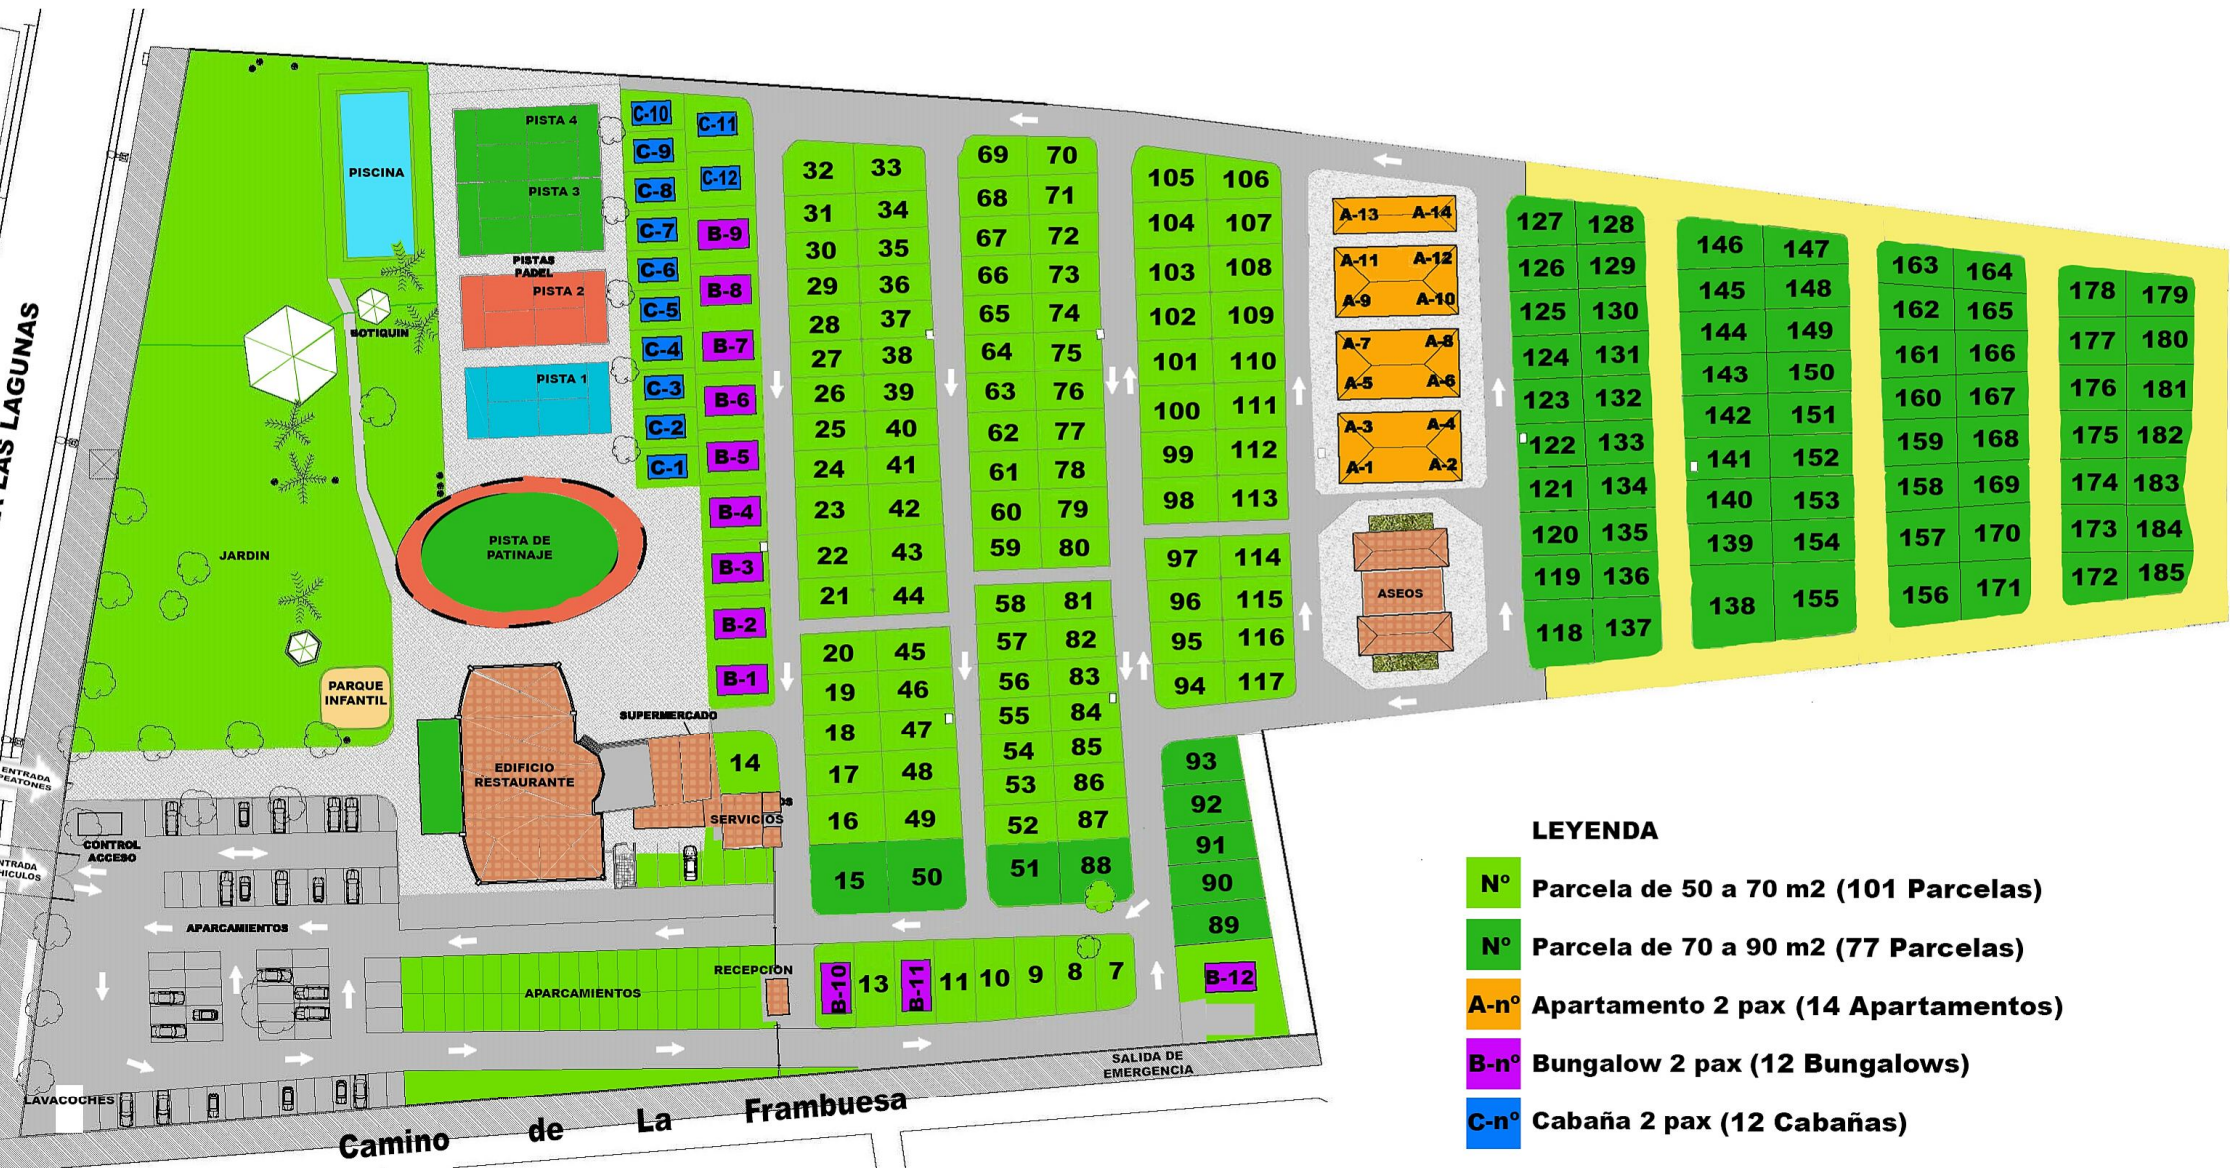 LAS LAGUNAS
PISCINA
PISTA 4
PISTA 3
PISTAS
PADEL
PISTA 2
PISTA 1
BOTIQUIN
JARDIN
PISTA DE
PATINAJE
PARQUE
INFANTIL
EDIFICIO
RESTAURANTE
SUPERMERCADO
SERVICIOS
ENTRADA
PEATONES
CONTROL
ACCESO
APARCAMIENTOS
LAVACOCHES
APARCAMIENTOS
RECEPCIÓN
C-10
C-9
C-8
C-7
C-6
C-5
C-4
C-3
C-2
C-1
C-11
C-12
B-9
B-8
B-7
B-6
B-5
B-4
B-3
B-2
B-1
14
32 33
31 34
30 35
29 36
28 37
27 38
26 39
25 40
24 41
23 42
22 43
21 44
20 45
19 46
18 47
17 48
16 49
15 50
69 70
68 71
67 72
66 73
65 74
64 75
63 76
62 77
61 78
60 79
59 80
58 81
57 82
56 83
55 84
54 85
53 86
52 87
51 88
105 106
104 107
103 108
102 109
101 110
100 111
99 112
98 113
97 114
96 115
95 116
94 117
93
92
91
90
89
B-12
B-10 13 B-11 11 10 9 8 7
A-13 A-14
A-11 A-12
A-9 A-10
A-7 A-8
A-5 A-6
A-3 A-4
A-1 A-2
ASEOS
127 128
126 129
125 130
124 131
123 132
122 133
121 134
120 135
119 136
118 137
146 147
145 148
144 149
143 150
142 151
141 152
140 153
139 154
138 155
163 164
162 165
161 166
160 167
159 168
158 169
157 170
156 171
178 179
177 180
176 181
175 182
174 183
173 184
172 185
SALIDA DE
EMERGENCIA
Camino de La Frambuesa
LEYENDA
Nº Parcela de 50 a 70 m2 (101 Parcelas)
Nº Parcela de 70 a 90 m2 (77 Parcelas)
A-nº Apartamento 2 pax (14 Apartamentos)
B-nº Bungalow 2 pax (12 Bungalows)
C-nº Cabaña 2 pax (12 Cabañas)